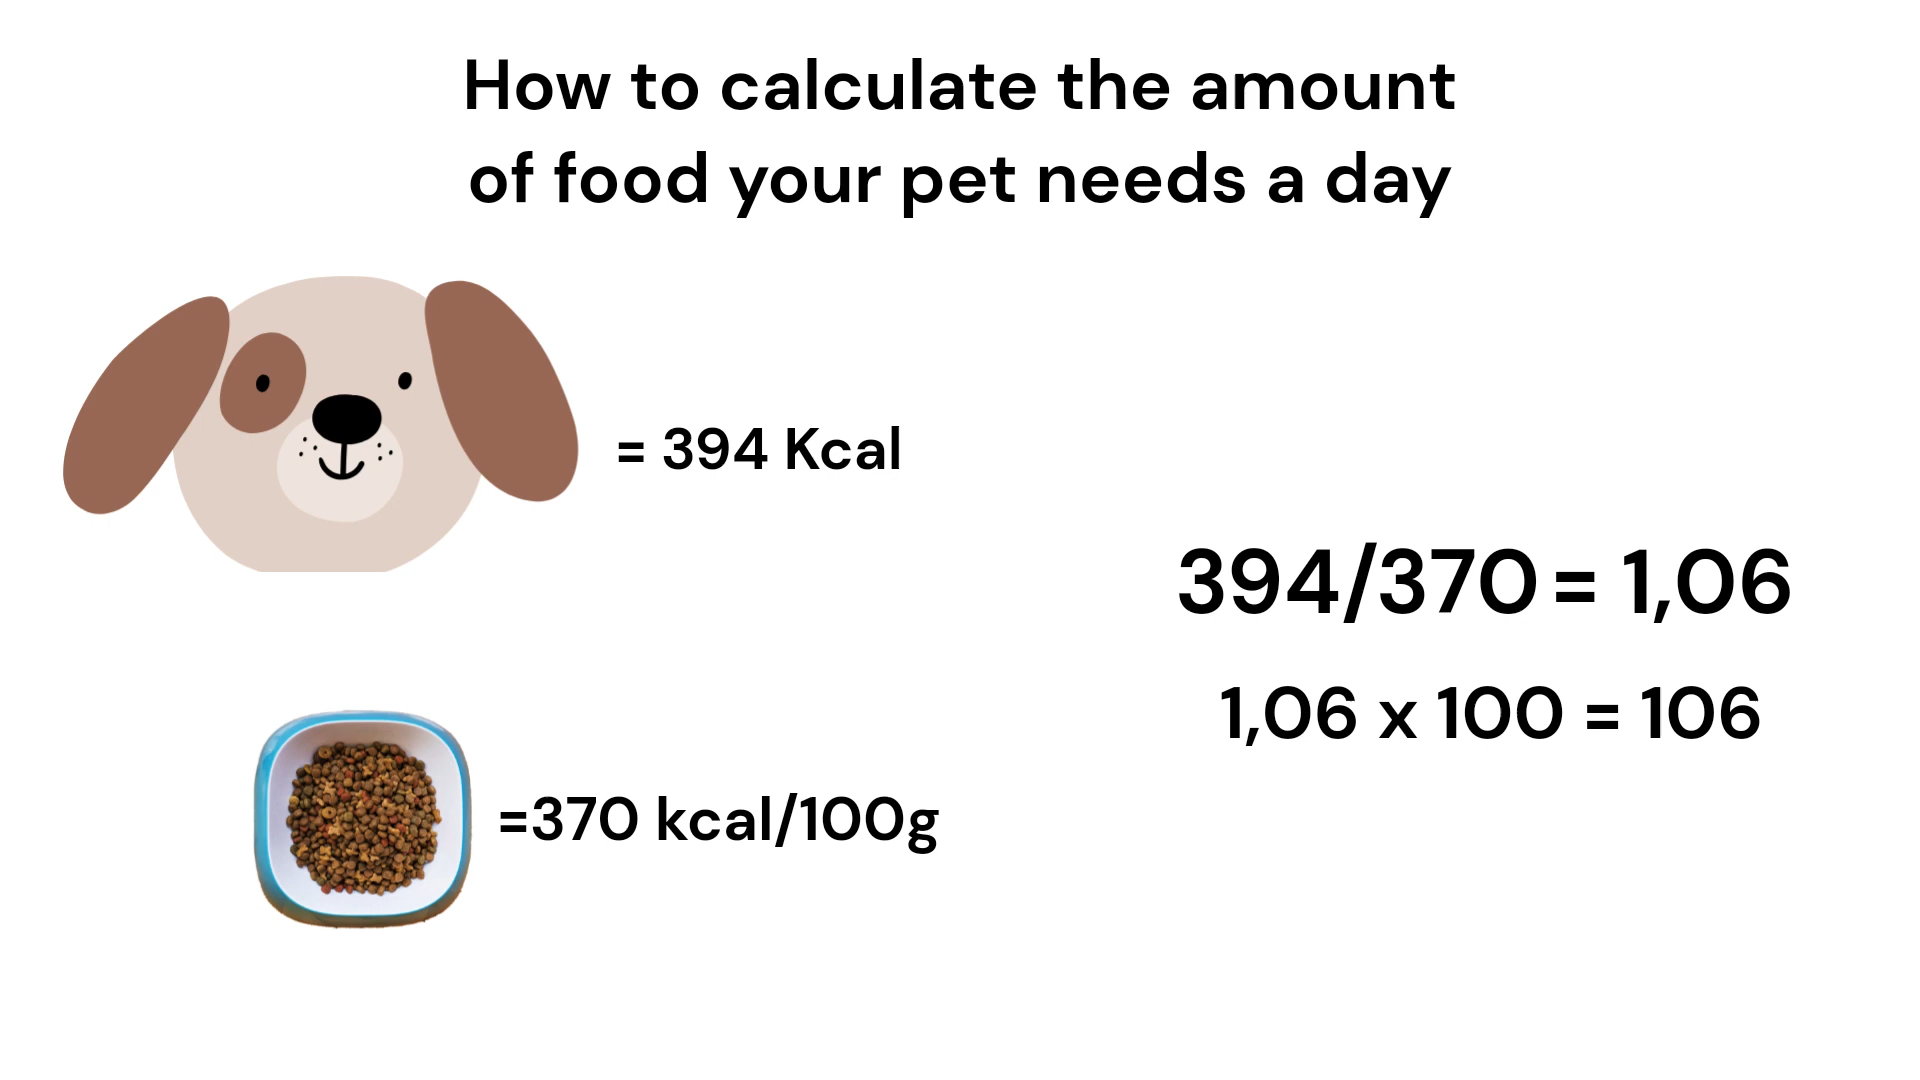 How to calculate the amount
of food your pet needs a day
= 394 Kcal
394/370 = 1,06
1,06 x 100 = 106
=370 kcal/100g